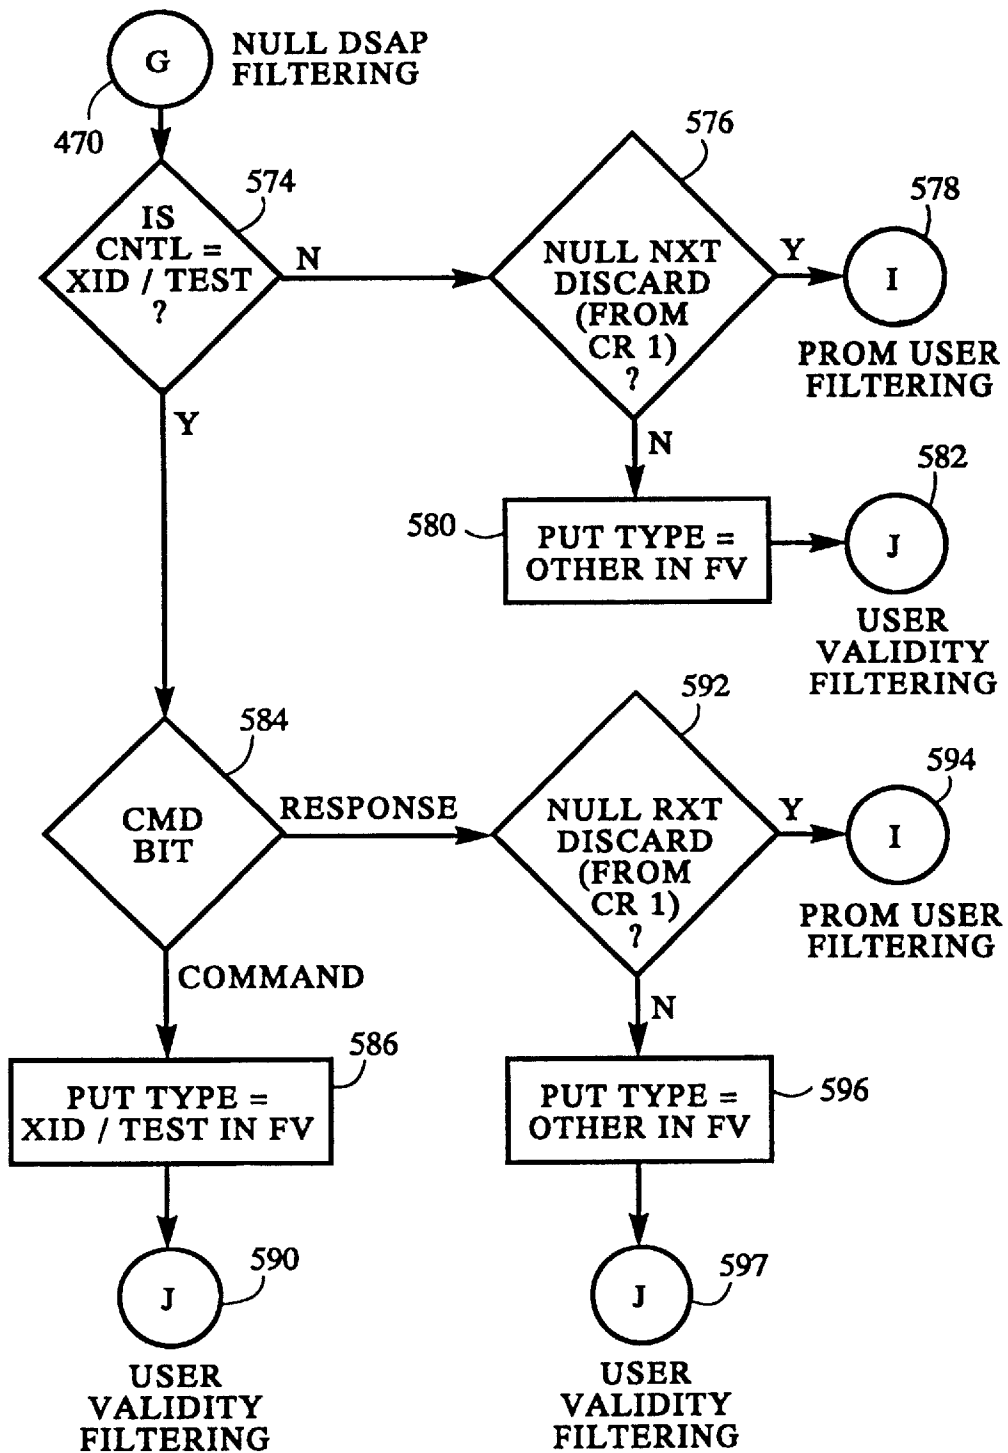 G
NULL DSAP
FILTERING
470
IS
CNTL =
XID / TEST
?
574
N
Y
576
NULL NXT
DISCARD
(FROM
CR 1)
?
Y
578
I
PROM USER
FILTERING
N
580
PUT TYPE =
OTHER IN FV
582
J
USER
VALIDITY
FILTERING
584
CMD
BIT
RESPONSE
592
NULL RXT
DISCARD
(FROM
CR 1)
?
Y
594
I
PROM USER
FILTERING
COMMAND
586
PUT TYPE =
XID / TEST IN FV
N
596
PUT TYPE =
OTHER IN FV
590
J
USER
VALIDITY
FILTERING
597
J
USER
VALIDITY
FILTERING